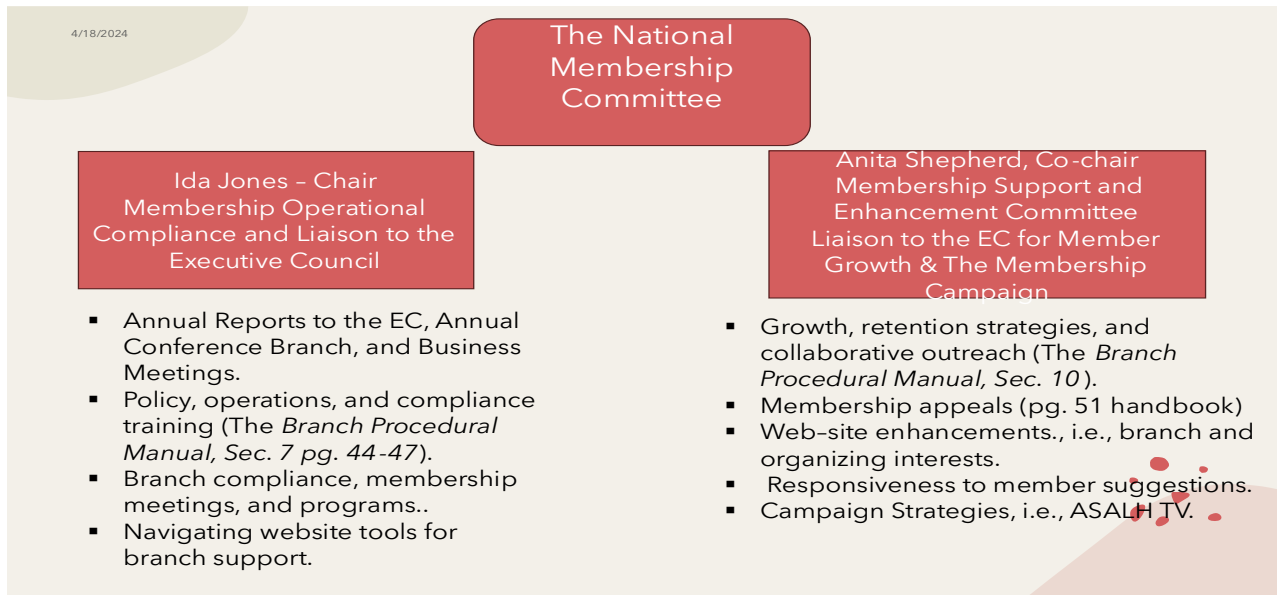 4/18/2024
The National
Membership
Committee
Ida Jones – Chair
Membership Operational
Compliance and Liaison to the
Executive Council
▪ Annual Reports to the EC, Annual
Conference Branch, and Business
Meetings.
▪ Policy, operations, and compliance
training (The Branch Procedural
Manual, Sec. 7 pg. 44-47).
▪ Branch compliance, membership
meetings, and programs..
▪ Navigating website tools for
branch support.
Anita Shepherd, Co-chair
Membership Support and
Enhancement Committee
Liaison to the EC for Member
Growth & The Membership
Campaign
▪ Growth, retention strategies, and
collaborative outreach (The Branch
Procedural Manual, Sec. 10 ).
▪ Membership appeals (pg. 51 handbook)
▪ Web–site enhancements., i.e., branch and
organizing interests.
▪ Responsiveness to member suggestions.
▪ Campaign Strategies, i.e., ASALH TV.